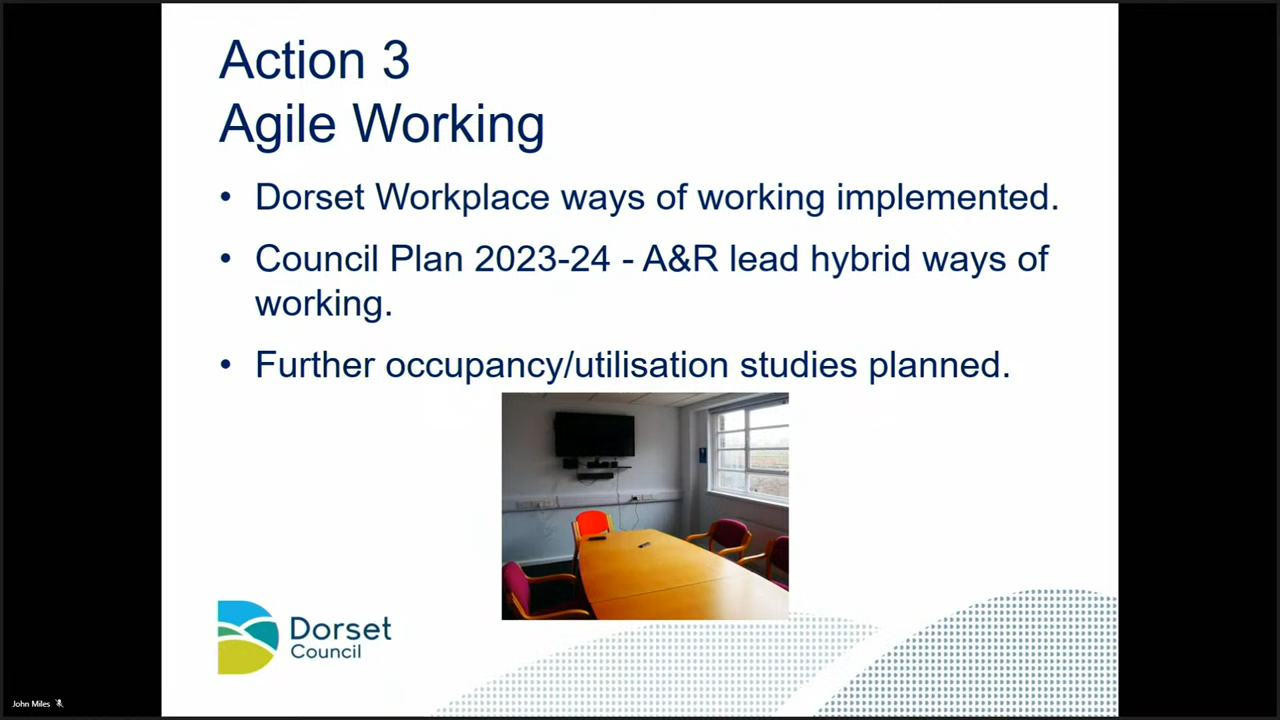 Action 3
Agile Working
• Dorset Workplace ways of working implemented.
• Council Plan 2023-24 - A&R lead hybrid ways of
working.
• Further occupancy/utilisation studies planned.
Dorset
Council
John Miles